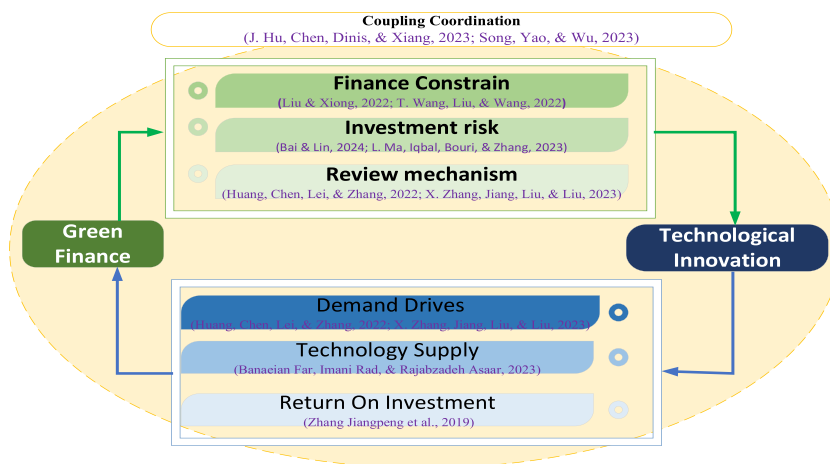 Coupling Coordination
(J. Hu, Chen, Dinis, & Xiang, 2023; Song, Yao, & Wu, 2023)
Finance Constrain
(Liu & Xiong, 2022; T. Wang, Liu, & Wang, 2022)
Investment risk
(Bai & Lin, 2024; L. Ma, Iqbal, Bouri, & Zhang, 2023)
Review mechanism
(Huang, Chen, Lei, & Zhang, 2022; X. Zhang, Jiang, Liu, & Liu, 2023)
Green
Finance
Technological
Innovation
Demand Drives
(Huang, Chen, Lei, & Zhang, 2022; X. Zhang, Jiang, Liu, & Liu, 2023)
Technology Supply
(Banaeian Far, Imani Rad, & Rajabzadeh Asaar, 2023)
Return On Investment
(Zhang Jiangpeng et al., 2019)